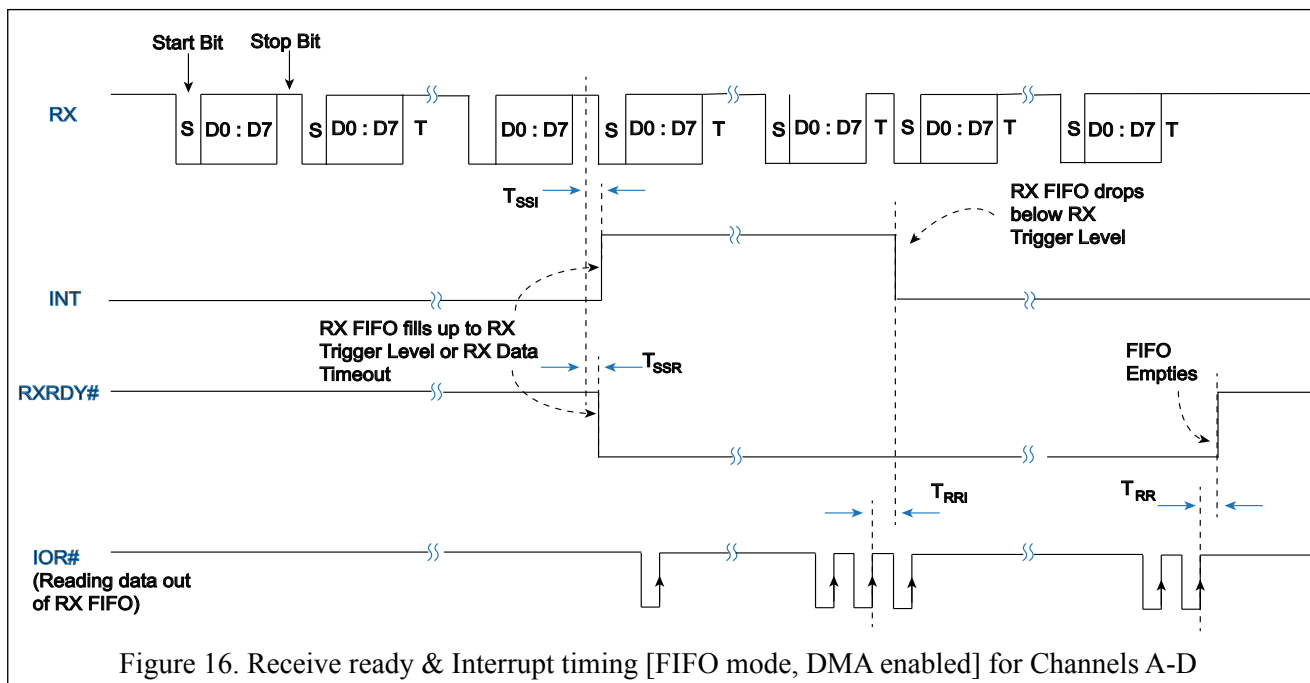 Start Bit
Stop Bit
RX
S D0 : D7 S D0 : D7 T D0 : D7 S D0 : D7 T S D0 : D7 T S D0 : D7 T S D0 : D7 T
TSSI
RX FIFO drops
below RX
Trigger Level
INT
RX FIFO fills up to RX
Trigger Level or RX Data
Timeout
TSSR
FIFO
Empties
RXRDY#
TRRI
TRR
IOR#
(Reading data out
of RX FIFO)
Figure 16. Receive ready & Interrupt timing [FIFO mode, DMA enabled] for Channels A-D